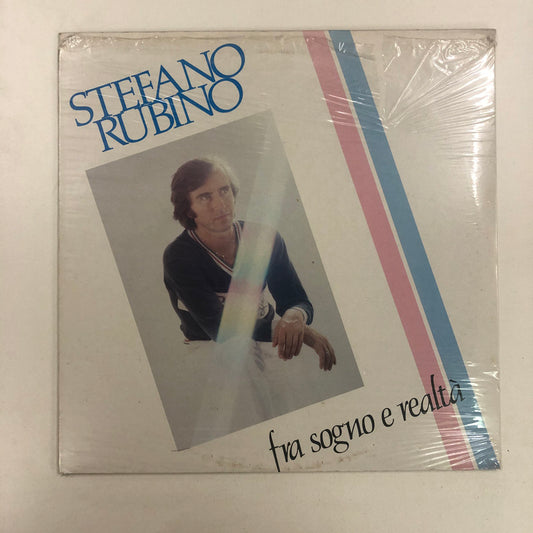 STEFANO
RUBINO
fra sogno e realtà